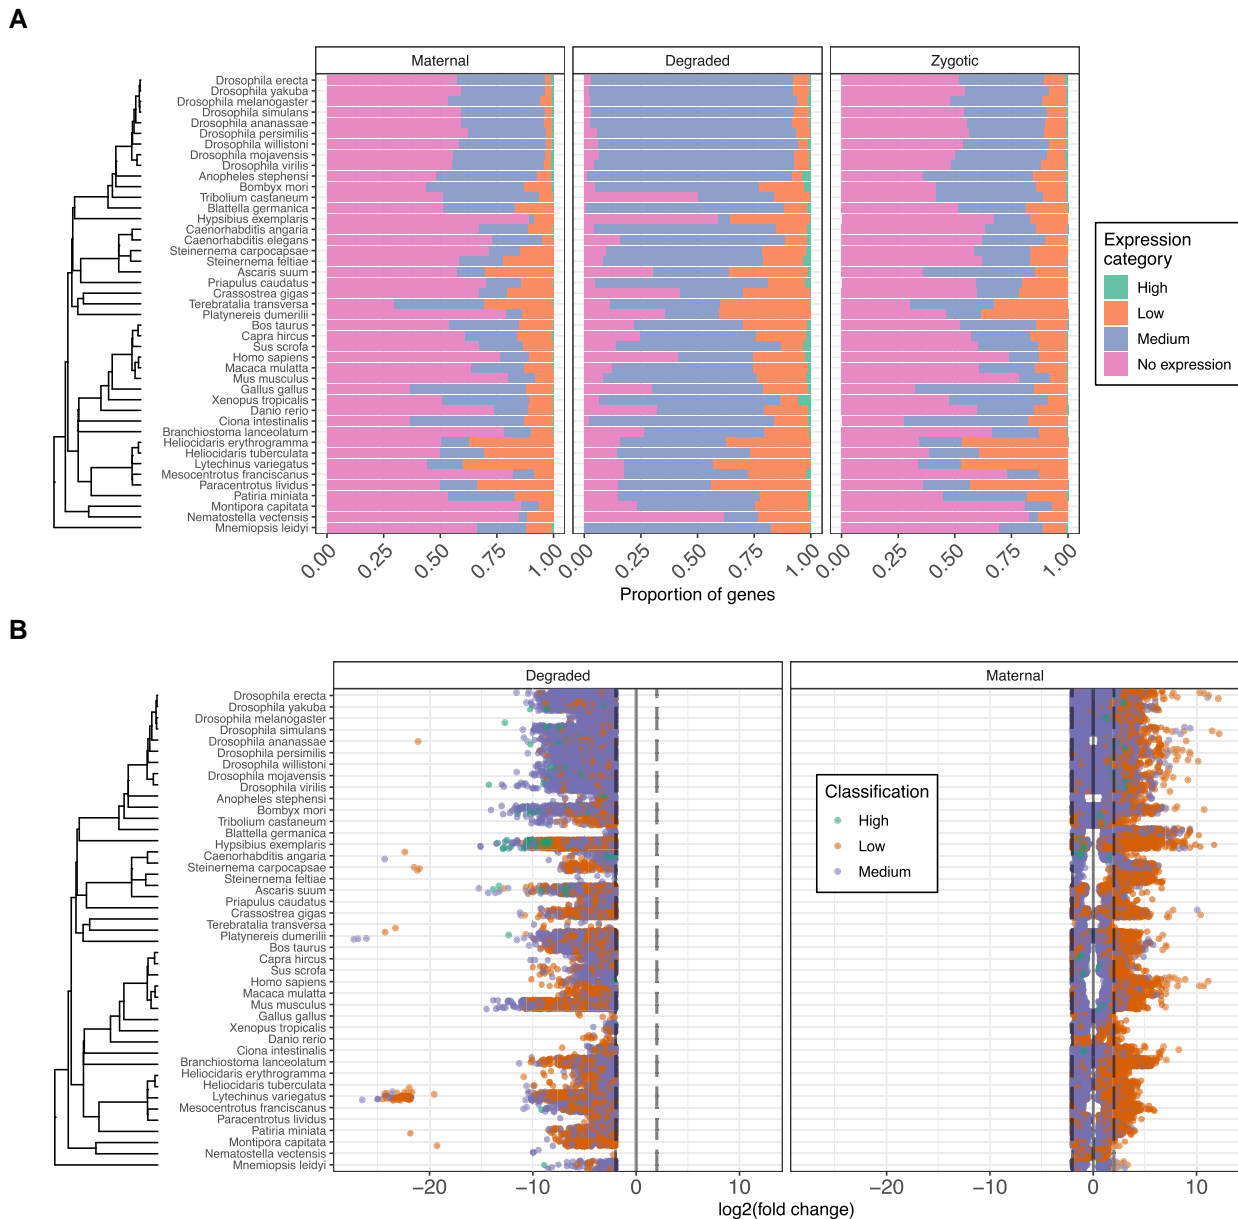 A
Maternal
Degraded
Zygotic
Drosophila erecta
Drosophila yakuba
Drosophila melanogaster
Drosophila simulans
Drosophila ananassae
Drosophila persimilis
Drosophila willistoni
Drosophila mojavensis
Drosophila virilis
Anopheles stephensi
Bombyx mori
Tribolium castaneum
Blattella germanica
Hypsibius exemplaris
Caenorhabditis angaria
Caenorhabditis elegans
Steinernema carpocapsae
Steinernema feltiae
Ascaris suum
Priapulus caudatus
Crassostrea gigas
Terebratalia transversa
Platynereis dumerilii
Bos taurus
Capra hircus
Sus scrofa
Homo sapiens
Macaca mulatta
Mus musculus
Gallus gallus
Xenopus tropicalis
Danio rerio
Ciona intestinalis
Branchiostoma lanceolatum
Heliocidaris erythrogramma
Heliocidaris tuberculata
Lytechinus variegatus
Mesocentrotus franciscanus
Paracentrotus lividus
Patiria miniata
Montipora capitata
Nematostella vectensis
Mnemiopsis leidyi
0.00 0.25 0.50 0.75 1.00 0.00 0.25 0.50 0.75 1.00 0.00 0.25 0.50 0.75 1.00
Proportion of genes
Expression
category
High
Low
Medium
No expression
B
Degraded
Maternal
Drosophila erecta
Drosophila yakuba
Drosophila melanogaster
Drosophila simulans
Drosophila ananassae
Drosophila persimilis
Drosophila willistoni
Drosophila mojavensis
Drosophila virilis
Anopheles stephensi
Bombyx mori
Tribolium castaneum
Blattella germanica
Hypsibius exemplaris
Caenorhabditis angaria
Steinernema carpocapsae
Steinernema feltiae
Ascaris suum
Priapulus caudatus
Crassostrea gigas
Terebratalia transversa
Platynereis dumerilii
Bos taurus
Capra hircus
Sus scrofa
Homo sapiens
Macaca mulatta
Mus musculus
Gallus gallus
Xenopus tropicalis
Danio rerio
Ciona intestinalis
Branchiostoma lanceolatum
Heliocidaris erythrogramma
Heliocidaris tuberculata
Lytechinus variegatus
Mesocentrotus franciscanus
Paracentrotus lividus
Patiria miniata
Montipora capitata
Nematostella vectensis
Mnemiopsis leidyi
Classification
High
Low
Medium
−20 −10 0 10 −20 −10 0 10
log2(fold change)